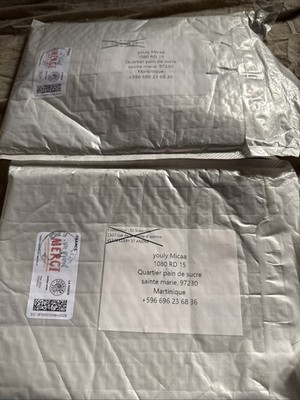 youly Micaa
1080 RD 15
Quartier pain de sucre
sainte marie, 97230
Martinique
+596 696 23 68 36
MERCI
youly Micaa
1080 RD 15
Quartier pain de sucre
sainte marie, 97230
Martinique
+596 696 23 68 36
MERCI